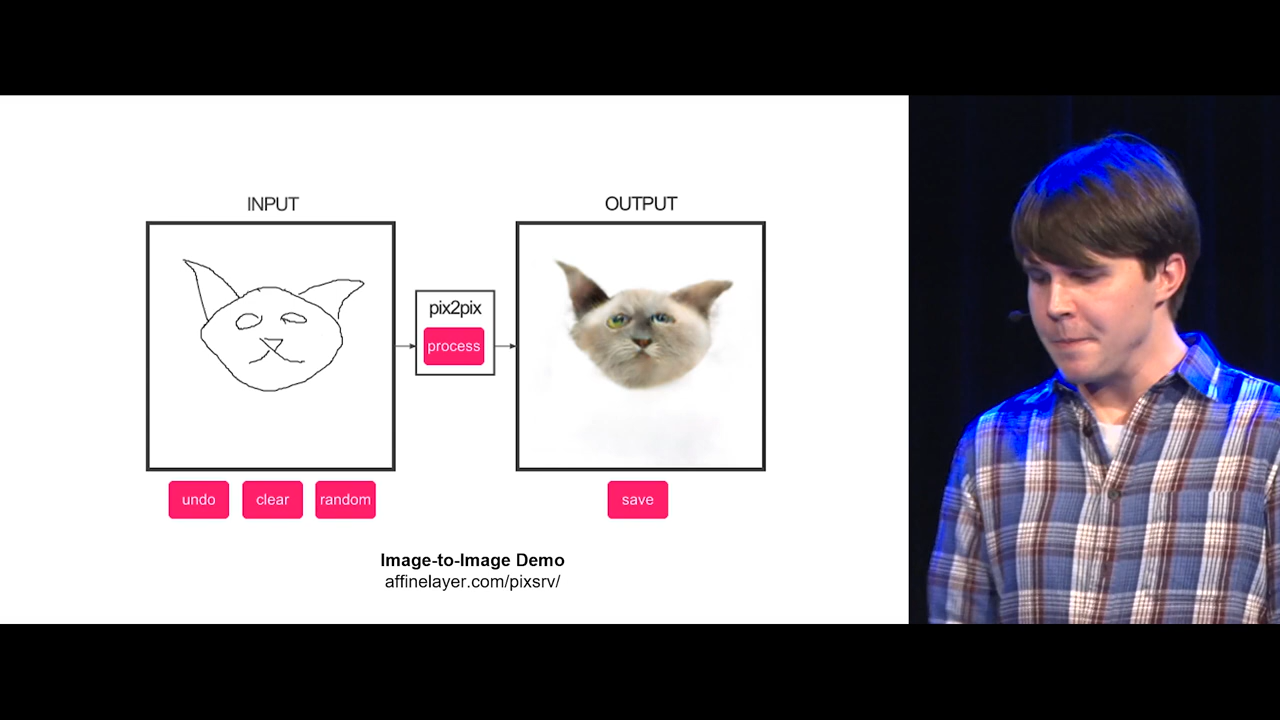 INPUT
OUTPUT
pix2pix
process
undo
clear
random
save
Image-to-Image Demo
affinelayer.com/pixsrv/